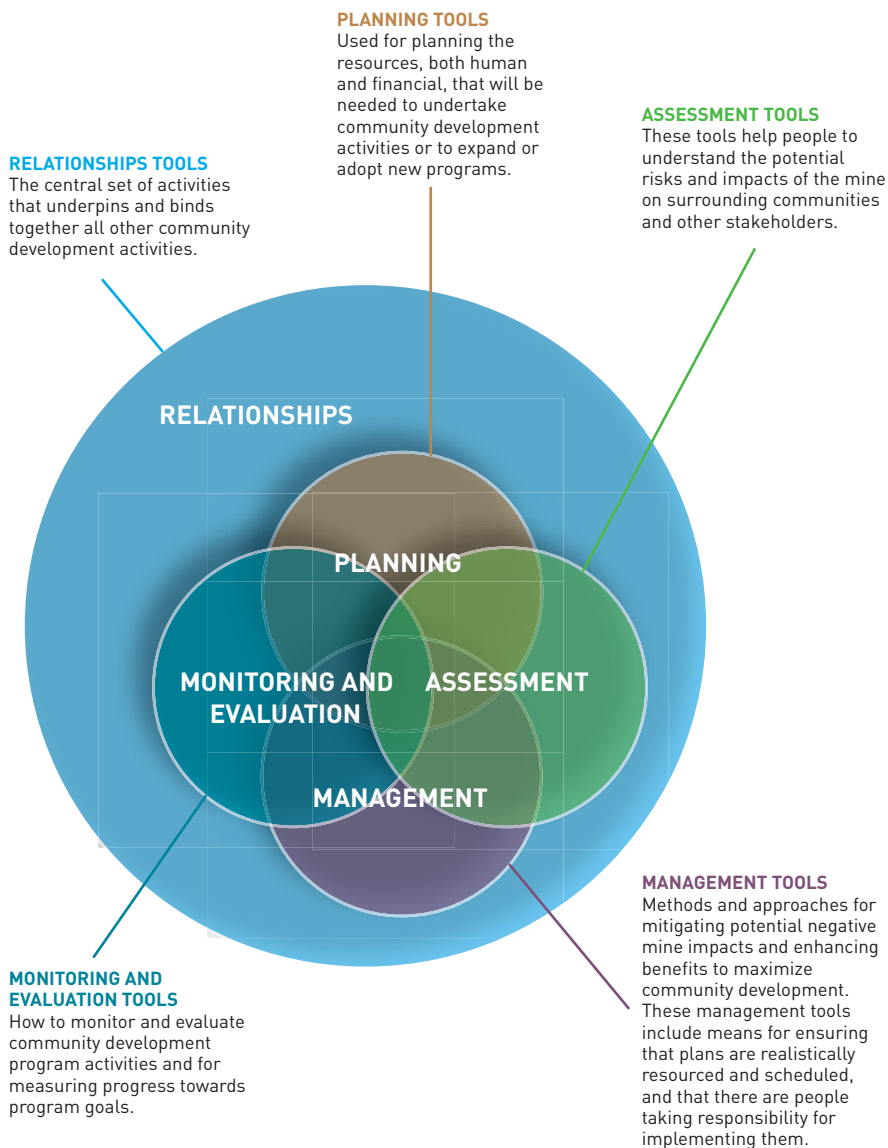 PLANNING TOOLS
Used for planning the
resources, both human
and financial, that will be
needed to undertake
community development
activities or to expand or
adopt new programs.
ASSESSMENT TOOLS
These tools help people to
understand the potential
risks and impacts of the mine
on surrounding communities
and other stakeholders.
RELATIONSHIPS TOOLS
The central set of activities
that underpins and binds
together all other community
development activities.
RELATIONSHIPS
PLANNING
MONITORING AND
EVALUATION
ASSESSMENT
MANAGEMENT
MANAGEMENT TOOLS
Methods and approaches for
mitigating potential negative
mine impacts and enhancing
benefits to maximize
community development.
These management tools
include means for ensuring
that plans are realistically
resourced and scheduled,
and that there are people
taking responsibility for
implementing them.
MONITORING AND
EVALUATION TOOLS
How to monitor and evaluate
community development
program activities and for
measuring progress towards
program goals.